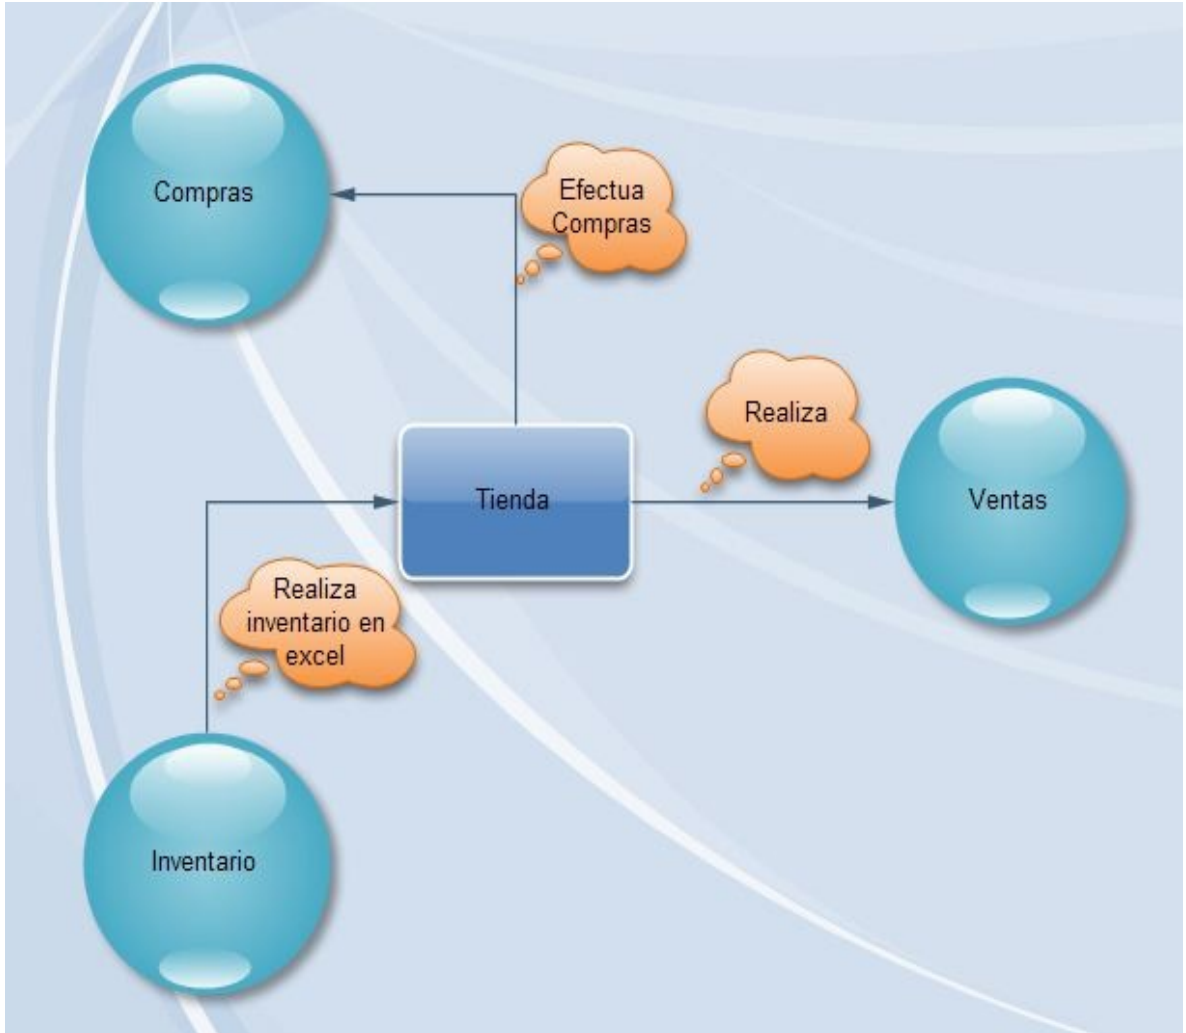 Compras
Efectua
Compras
Realiza
Tienda
Ventas
Realiza
inventario en
excel
Inventario